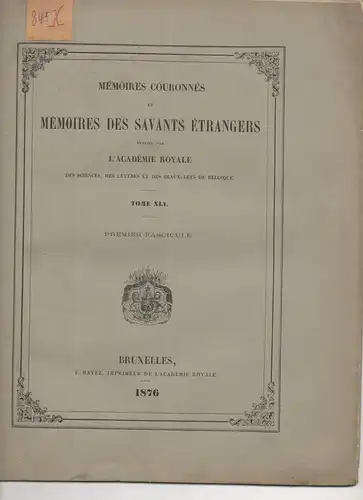 MÉMOIRES COURONNÉS
ET
MÉMOIRES DES SAVANTS ÉTRANGERS
PUBLIÉS PAR
L'ACADÉMIE ROYALE
DES SCIENCES, DES LETTRES ET DES BEAUX-ARTS DE BELGIQUE
TOME XLI.
PREMIER FASCICULE
BRUXELLES,
F. HAYEZ, IMPRIMEUR DE L'ACADÉMIE ROYALE
1876